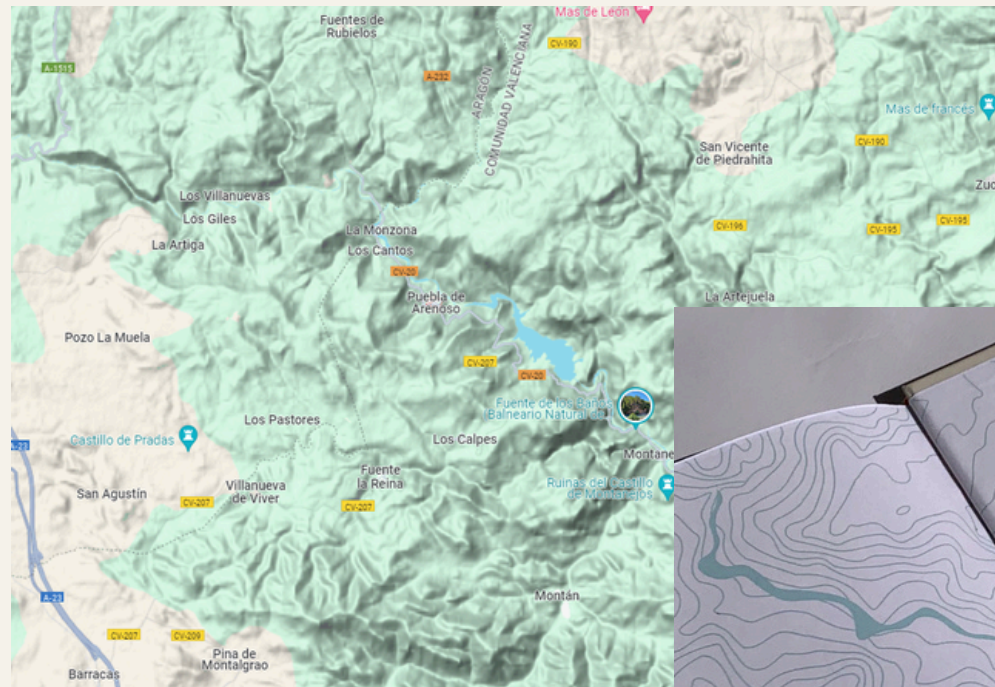 Mas de León
Fuentes de
Rubielos
CV-190
A-1515
A-232
ARAGÓN
COMUNIDAD VALENCIANA
Mas de francés
CV-190
San Vicente
de Piedrahita
Los Villanuevas
Los Giles
CV-196
CV-195
CV-195
La Monzona
La Artiga
Los Cantos
CV-20
Puebla de
Arenoso
La Artejuela
Pozo La Muela
CV-207
CV-20
Fuente de los Baños
(Balneario Natural de
Los Pastores
Castillo de Pradas
Los Calpes
A-23
Montane
Fuente
la Reina
Villanueva
de Viver
Ruinas del Castillo
de Montanejos
San Agustín
CV-207
CV-207
Montán
A-23
CV-207
CV-209
Pina de
Montalgrao
Barracas